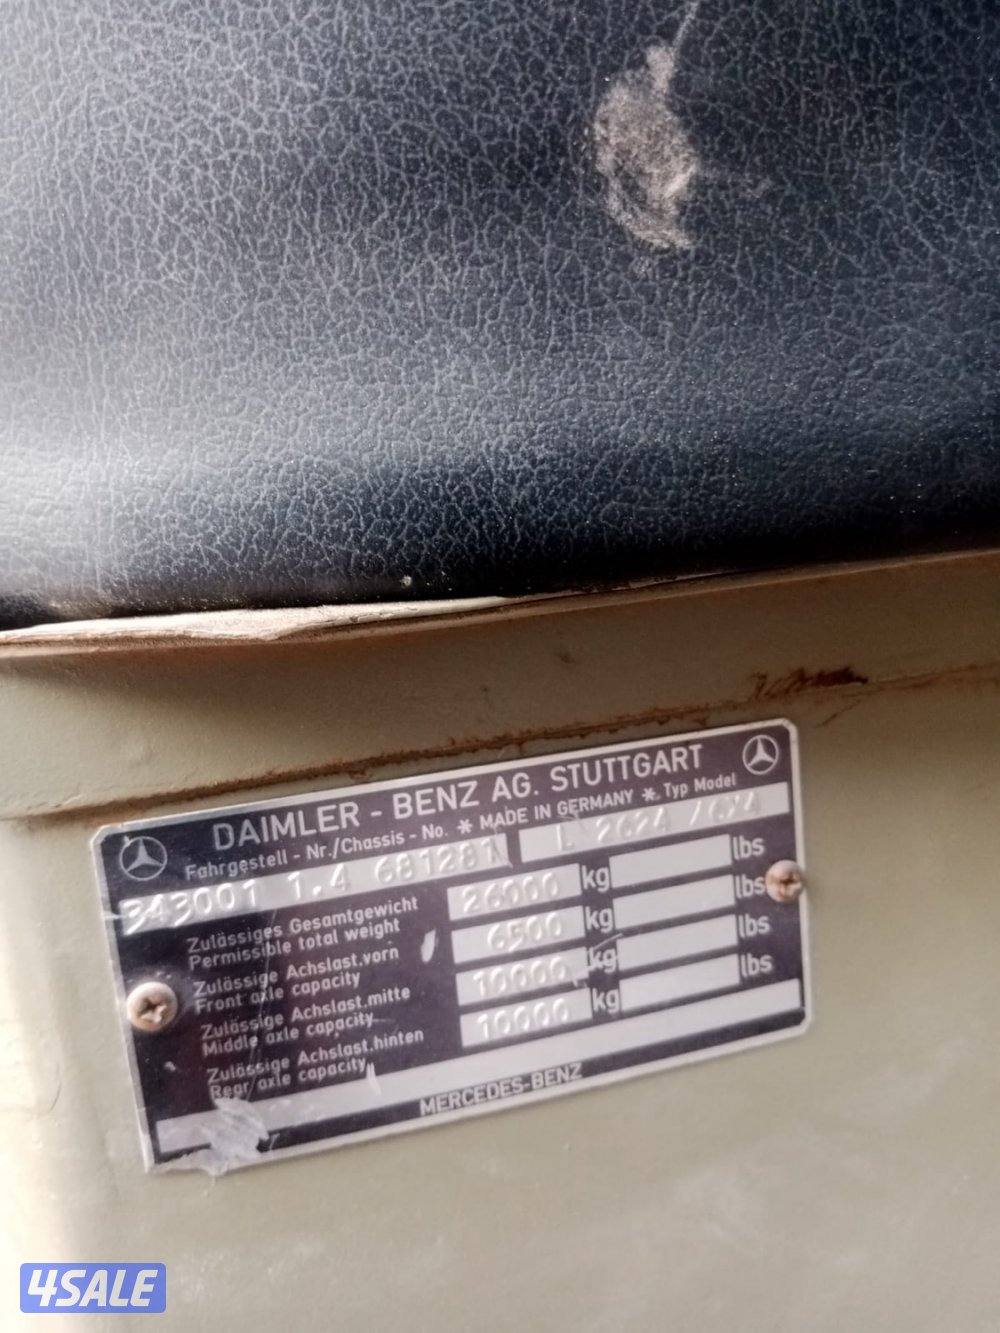 DAIMLER - BENZ AG. STUTTGART
Fahrgestell - Nr./Chassis - No. * MADE IN GERMANY * Typ Model
343001 1.4 681281 L 2624 /6X4
Zulässiges Gesamtgewicht
Permissible total weight
26000 kg lbs
Zulässige Achslast.vorn
Front axle capacity
6500 kg lbs
Zulässige Achslast.mitte
Middle axle capacity
10000 kg lbs
Zulässige Achslast.hinten
Rear axle capacity
10000 kg lbs
MERCEDES-BENZ
4SALE